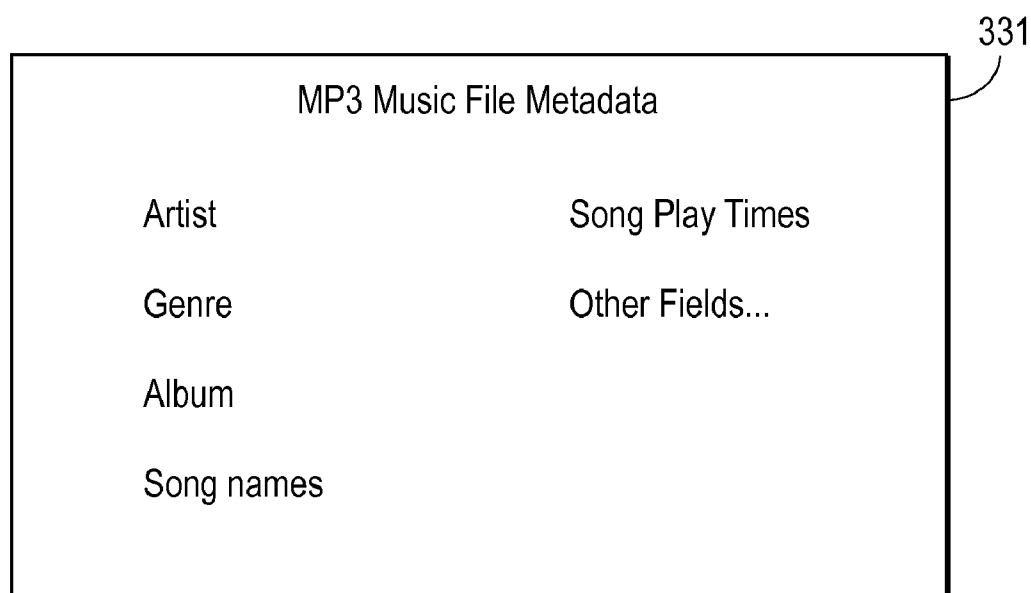 331
MP3 Music File Metadata
Artist
Genre
Album
Song names
Song Play Times
Other Fields...